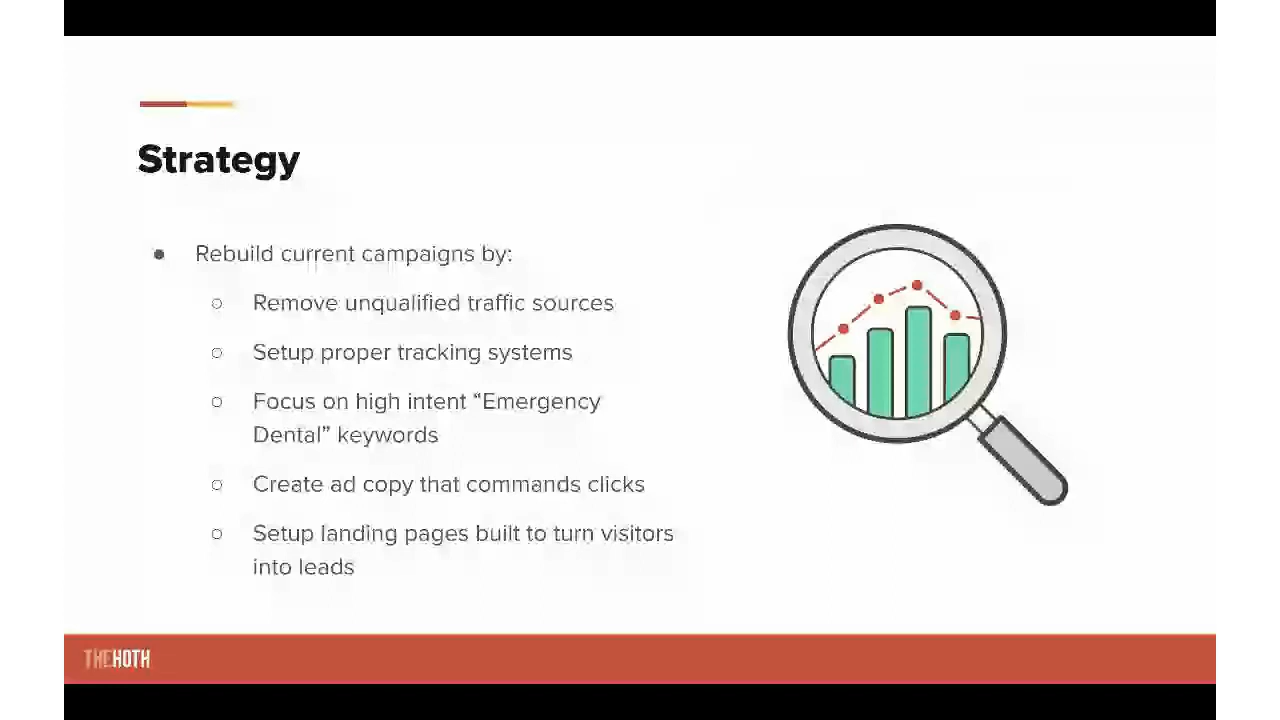 Strategy
● Rebuild current campaigns by:
○ Remove unqualified traffic sources
○ Setup proper tracking systems
○ Focus on high intent “Emergency
Dental” keywords
○ Create ad copy that commands clicks
○ Setup landing pages built to turn visitors
into leads
THEHOTH